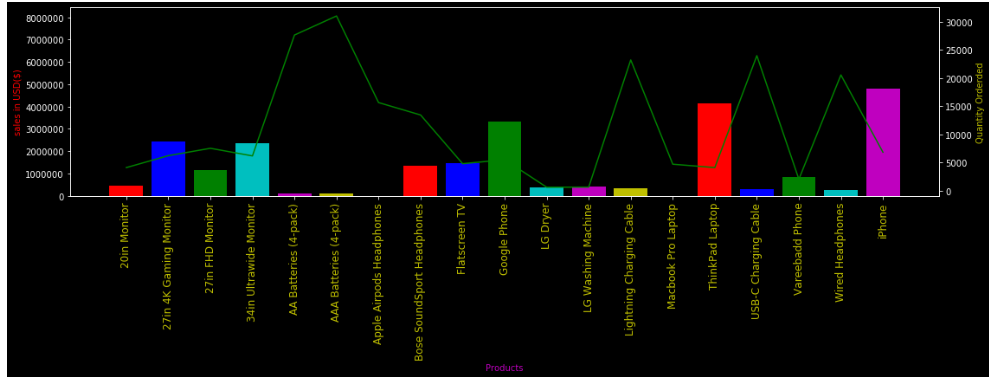 8000000
7000000
6000000
5000000
4000000
3000000
2000000
1000000
0
sales in USD($)
30000
25000
20000
15000
10000
5000
0
Quantity Orderded
20in Monitor
27in 4K Gaming Monitor
27in FHD Monitor
34in Ultrawide Monitor
AA Batteries (4-pack)
AAA Batteries (4-pack)
Apple Airpods Headphones
Bose SoundSport Headphones
Flatscreen TV
Google Phone
LG Dryer
LG Washing Machine
Lightning Charging Cable
Macbook Pro Laptop
ThinkPad Laptop
USB-C Charging Cable
Vareebadd Phone
Wired Headphones
iPhone
Products